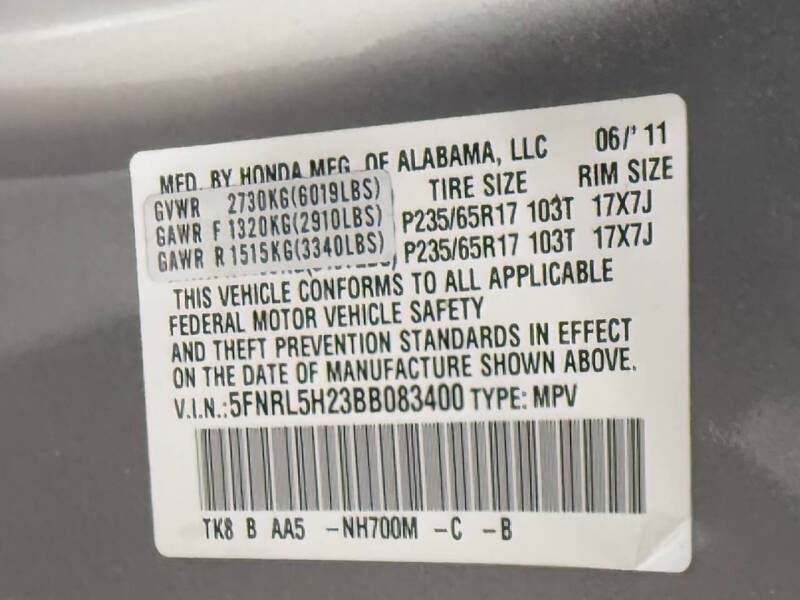 MFD. BY HONDA MFG. OF ALABAMA, LLC 06/'11
GVWR 2730KG(6019LBS) TIRE SIZE RIM SIZE
GAWR F 1320KG(2910LBS) P235/65R17 103T 17X7J
GAWR R 1515KG(3340LBS) P235/65R17 103T 17X7J
THIS VEHICLE CONFORMS TO ALL APPLICABLE
FEDERAL MOTOR VEHICLE SAFETY
AND THEFT PREVENTION STANDARDS IN EFFECT
ON THE DATE OF MANUFACTURE SHOWN ABOVE.
V.I.N.:5FNRL5H23BB083400 TYPE: MPV
TK8 B AA5 -NH700M -C -B